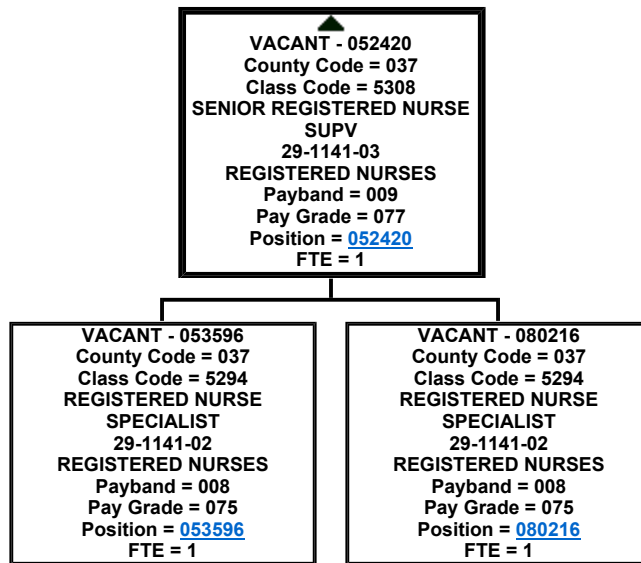 VACANT - 052420
County Code = 037
Class Code = 5308
SENIOR REGISTERED NURSE
SUPV
29-1141-03
REGISTERED NURSES
Payband = 009
Pay Grade = 077
Position = 052420
FTE = 1
VACANT - 053596
County Code = 037
Class Code = 5294
REGISTERED NURSE
SPECIALIST
29-1141-02
REGISTERED NURSES
Payband = 008
Pay Grade = 075
Position = 053596
FTE = 1
VACANT - 080216
County Code = 037
Class Code = 5294
REGISTERED NURSE
SPECIALIST
29-1141-02
REGISTERED NURSES
Payband = 008
Pay Grade = 075
Position = 080216
FTE = 1